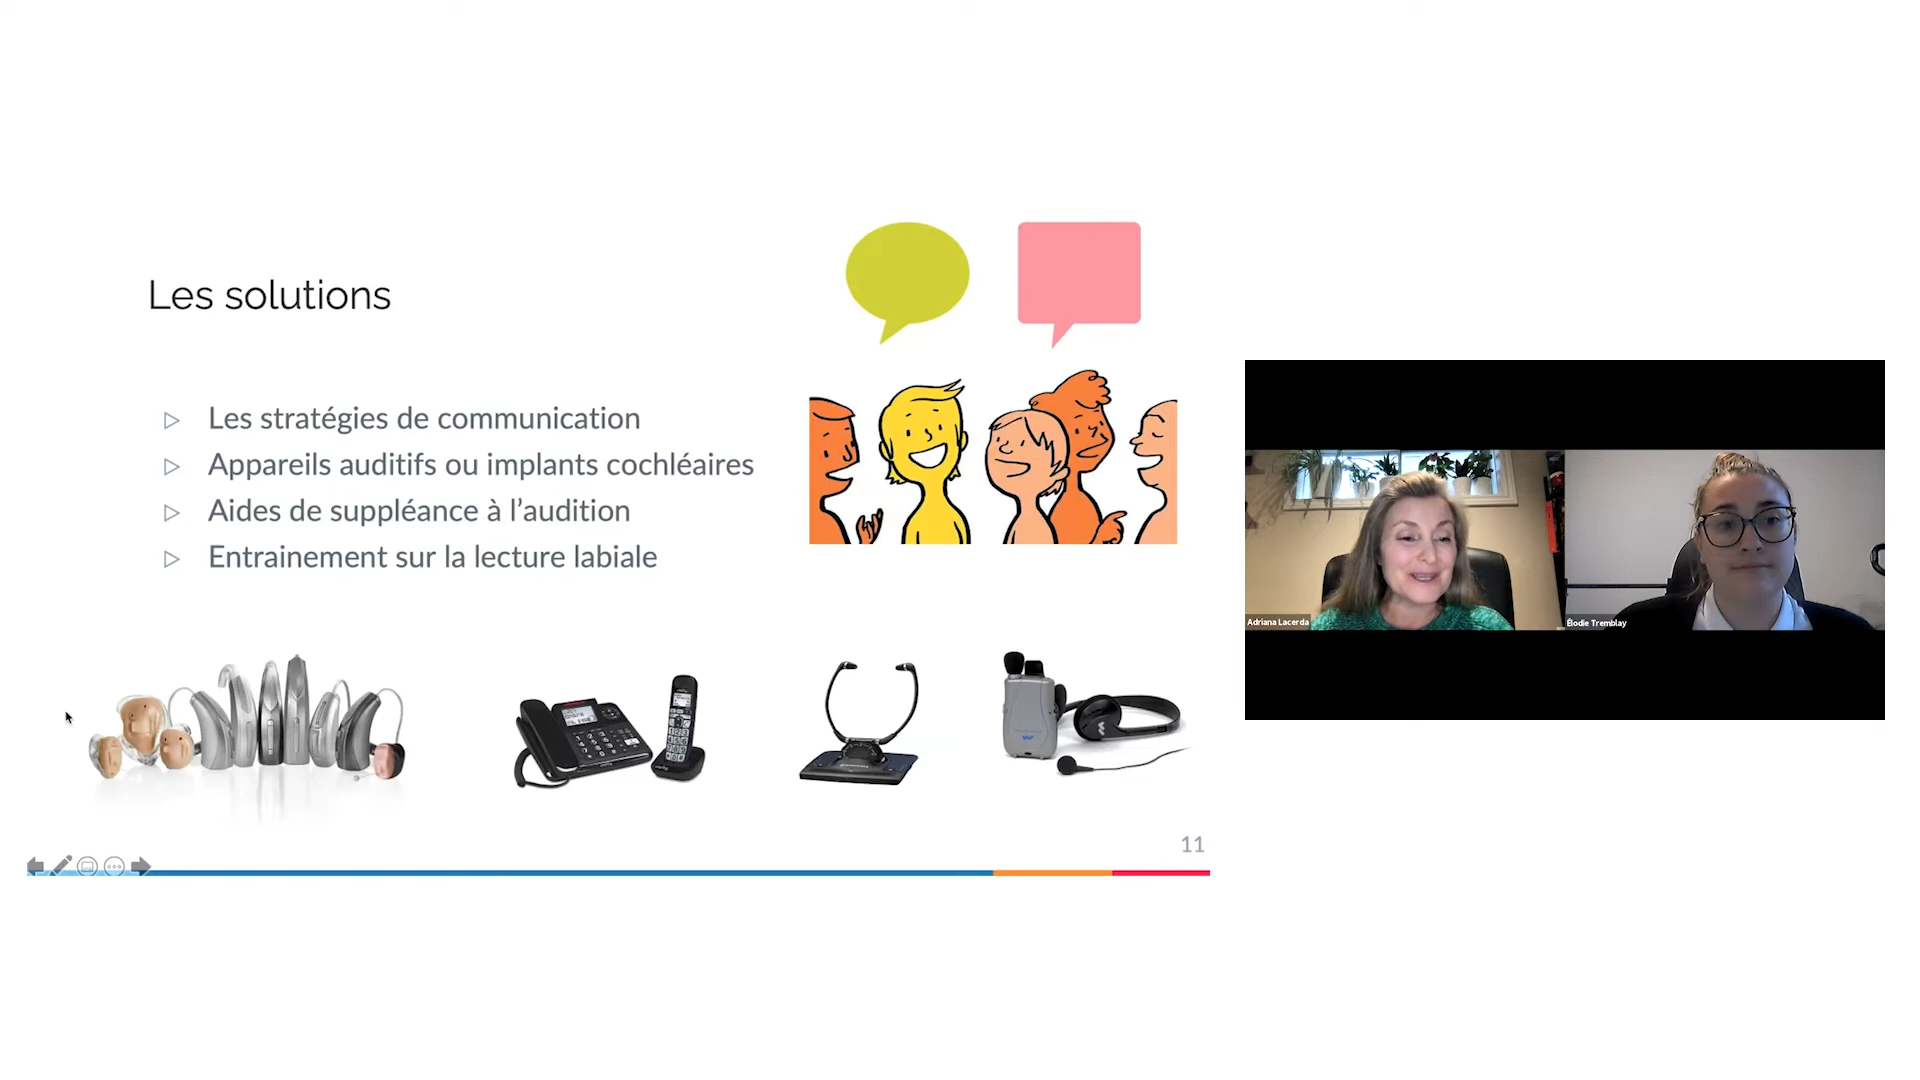 Les solutions
▷ Les stratégies de communication
▷ Appareils auditifs ou implants cochléaires
▷ Aides de suppléance à l’audition
▷ Entrainement sur la lecture labiale
Adriana Lacerda
Élodie Tremblay
11